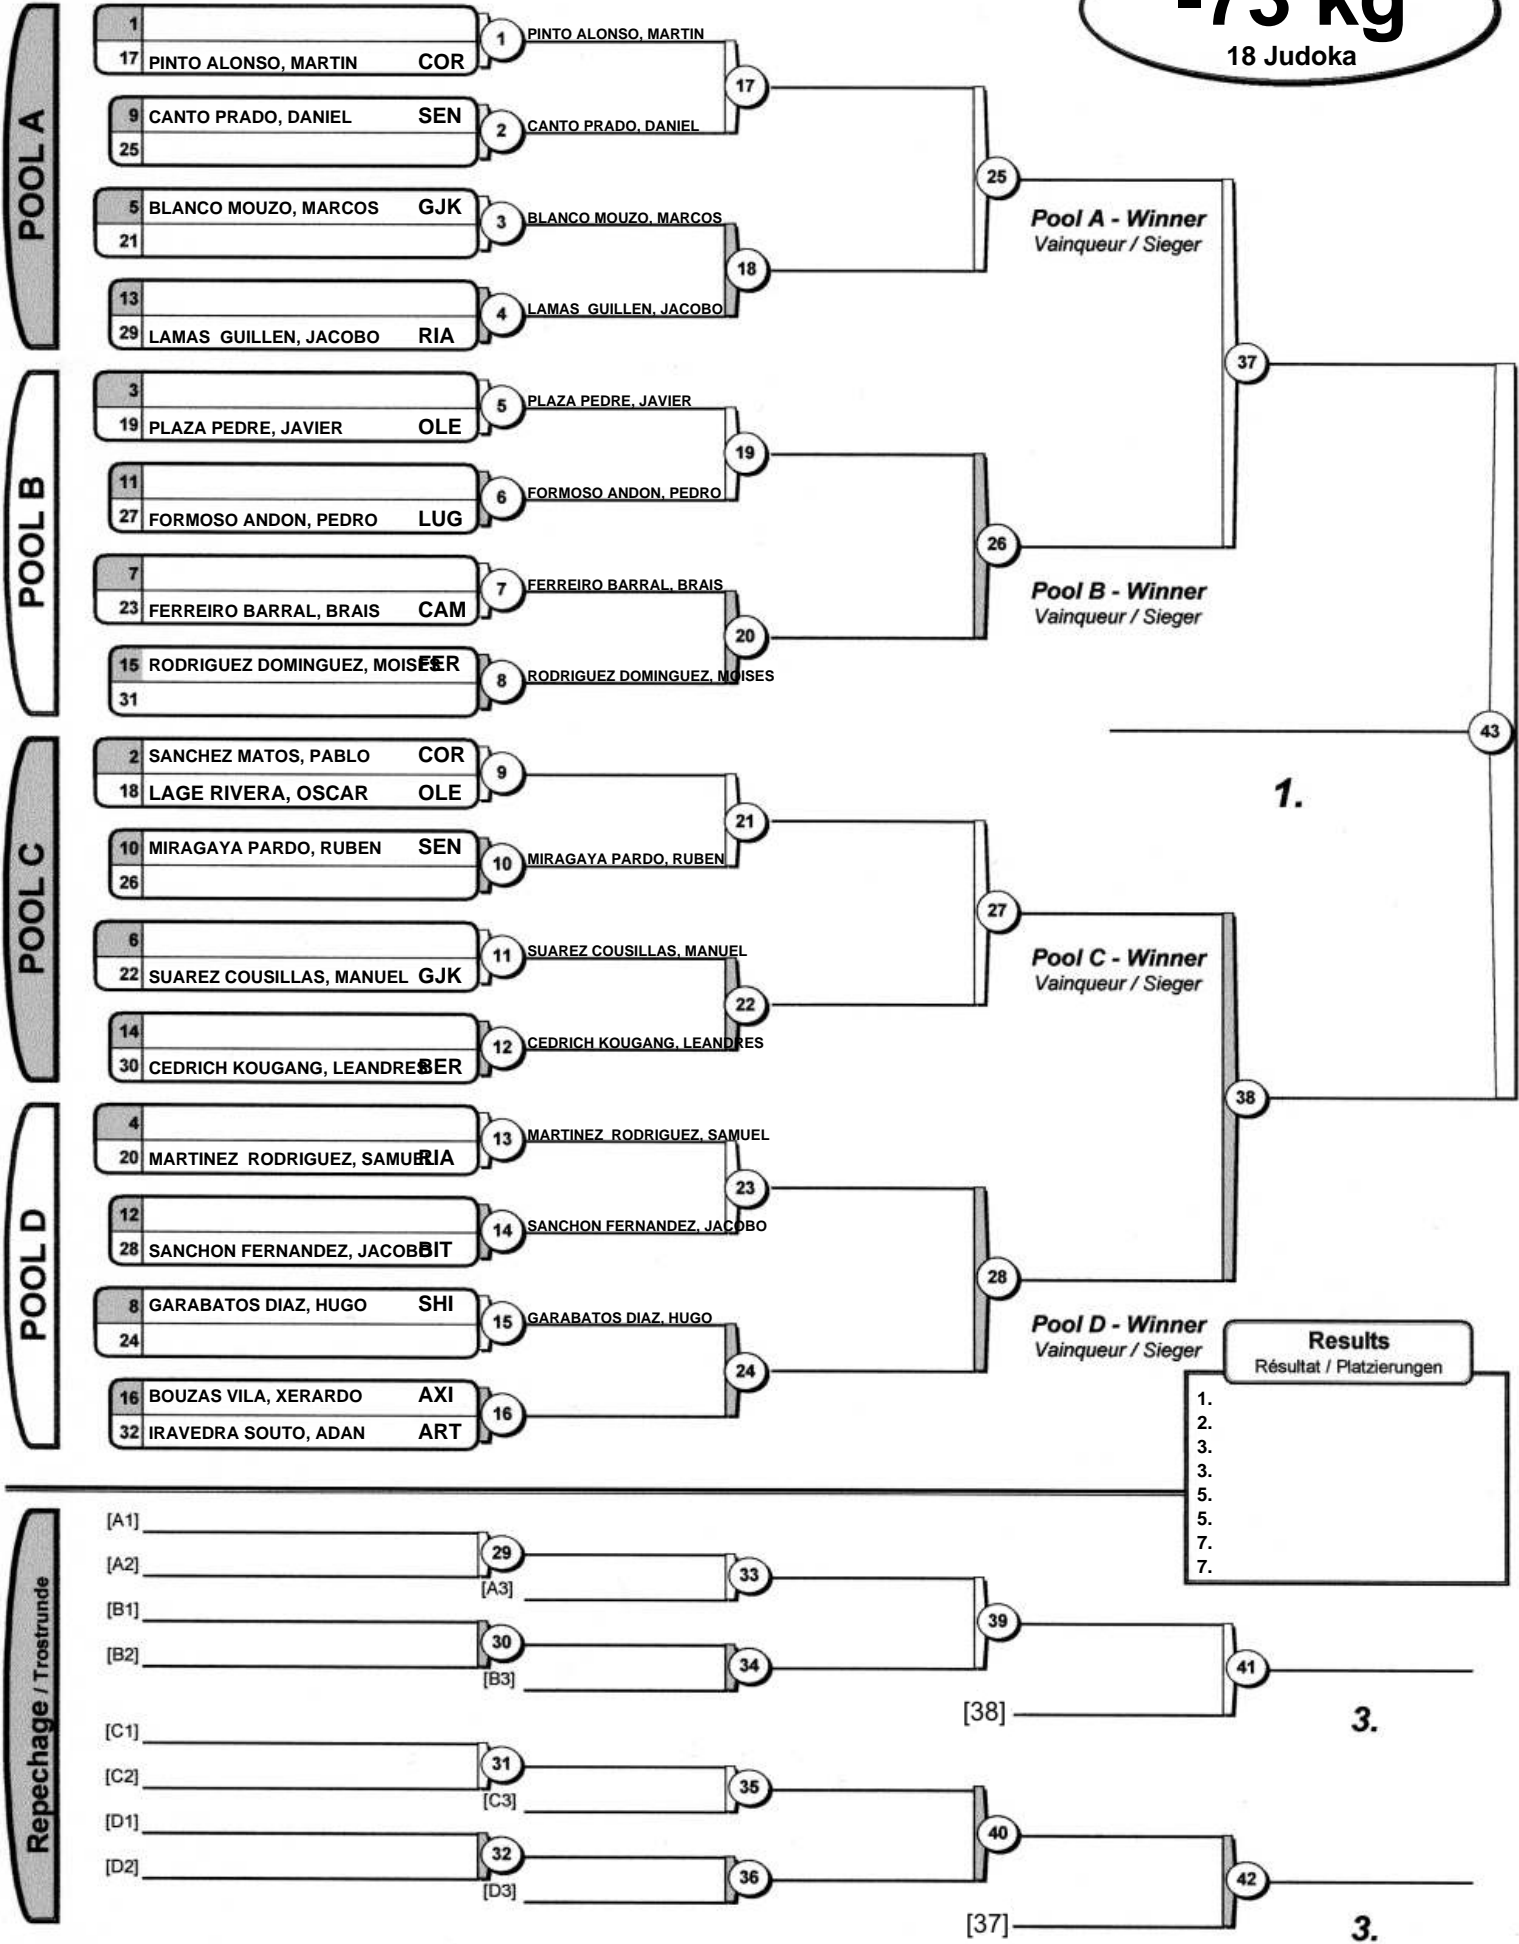 -73 kg
18 Judoka
POOL A
1
17 PINTO ALONSO, MARTIN COR
1 PINTO ALONSO, MARTIN
17
9 CANTO PRADO, DANIEL SEN
25
2 CANTO PRADO, DANIEL
25
5 BLANCO MOUZO, MARCOS GJK
21
3 BLANCO MOUZO, MARCOS
18
13
29 LAMAS GUILLEN, JACOBO RIA
4 LAMAS GUILLEN, JACOBO
Pool A - Winner
Vainqueur / Sieger
37
POOL B
3
19 PLAZA PEDRE, JAVIER OLE
5 PLAZA PEDRE, JAVIER
19
11
27 FORMOSO ANDON, PEDRO LUG
6 FORMOSO ANDON, PEDRO
26
7
23 FERREIRO BARRAL, BRAIS CAM
7 FERREIRO BARRAL, BRAIS
20
15 RODRIGUEZ DOMINGUEZ, MOISES FER
31
8 RODRIGUEZ DOMINGUEZ, MOISES
Pool B - Winner
Vainqueur / Sieger
43
1.
POOL C
2 SANCHEZ MATOS, PABLO COR
18 LAGE RIVERA, OSCAR OLE
9
21
10 MIRAGAYA PARDO, RUBEN SEN
26
10 MIRAGAYA PARDO, RUBEN
27
6
22 SUAREZ COUSILLAS, MANUEL GJK
11 SUAREZ COUSILLAS, MANUEL
22
14
30 CEDRICH KOUGANG, LEANDRES BER
12 CEDRICH KOUGANG, LEANDRES
Pool C - Winner
Vainqueur / Sieger
38
POOL D
4
20 MARTINEZ RODRIGUEZ, SAMUEL RIA
13 MARTINEZ RODRIGUEZ, SAMUEL
23
12
28 SANCHON FERNANDEZ, JACOBO BIT
14 SANCHON FERNANDEZ, JACOBO
28
8 GARABATOS DIAZ, HUGO SHI
24
15 GARABATOS DIAZ, HUGO
24
16 BOUZAS VILA, XERARDO AXI
32 IRAVEDRA SOUTO, ADAN ART
16
Pool D - Winner
Vainqueur / Sieger
Results
Résultat / Platzierungen
1.
2.
3.
3.
5.
5.
7.
7.
Repechage / Trostrunde
[A1]
[A2]
29
[A3]
33
[B1]
[B2]
30
[B3]
34
39
[38]
41
3.
[C1]
[C2]
31
[C3]
35
[D1]
[D2]
32
[D3]
36
40
[37]
42
3.